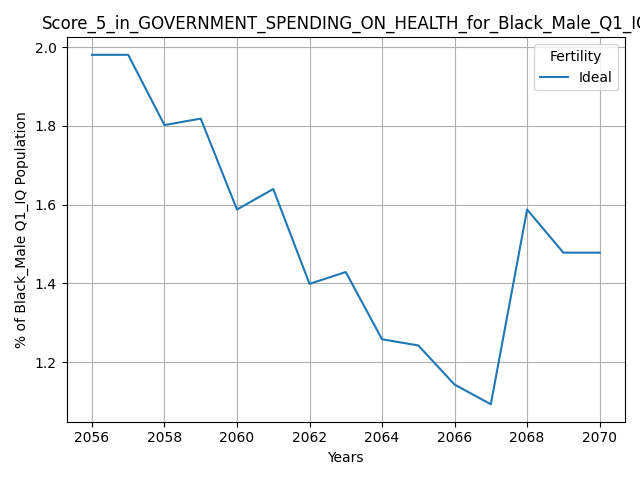 Score_5_in_GOVERNMENT_SPENDING_ON_HEALTH_for_Black_Male_Q1_IQ
Fertility
Ideal
% of Black_Male Q1_IQ Population
2.0
1.8
1.6
1.4
1.2
2056 2058 2060 2062 2064 2066 2068 2070
Years